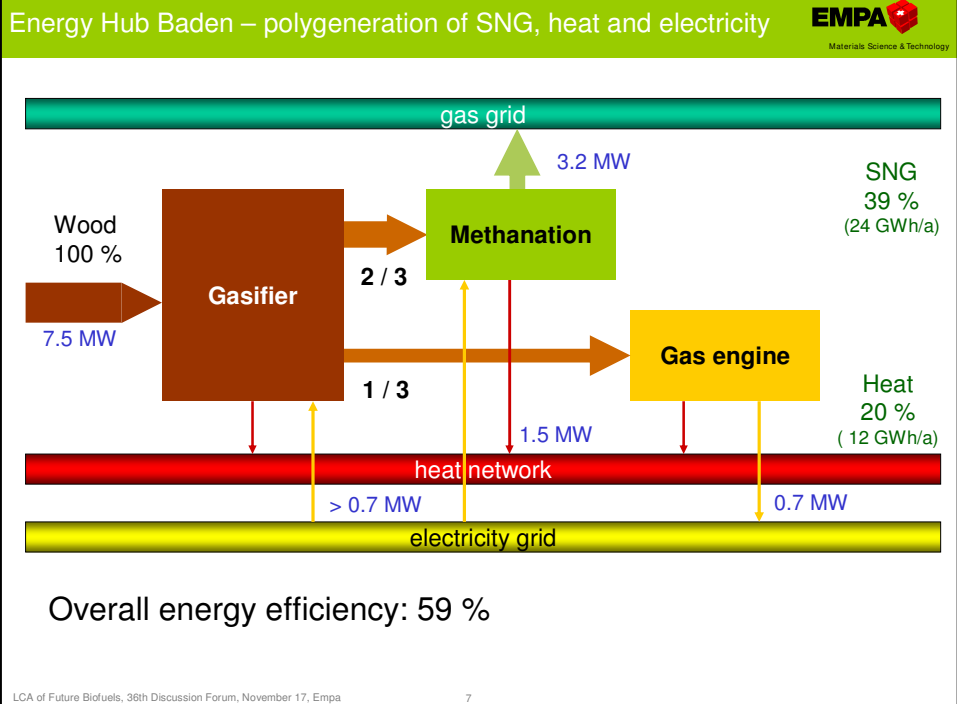 Energy Hub Baden – polygeneration of SNG, heat and electricity
EMPA
Materials Science & Technology
gas grid
3.2 MW
SNG
39 %
(24 GWh/a)
Wood
100 %
7.5 MW
Gasifier
2 / 3
Methanation
1 / 3
Gas engine
Heat
20 %
( 12 GWh/a)
1.5 MW
heat network
> 0.7 MW
0.7 MW
electricity grid
Overall energy efficiency: 59 %
LCA of Future Biofuels, 36th Discussion Forum, November 17, Empa
7